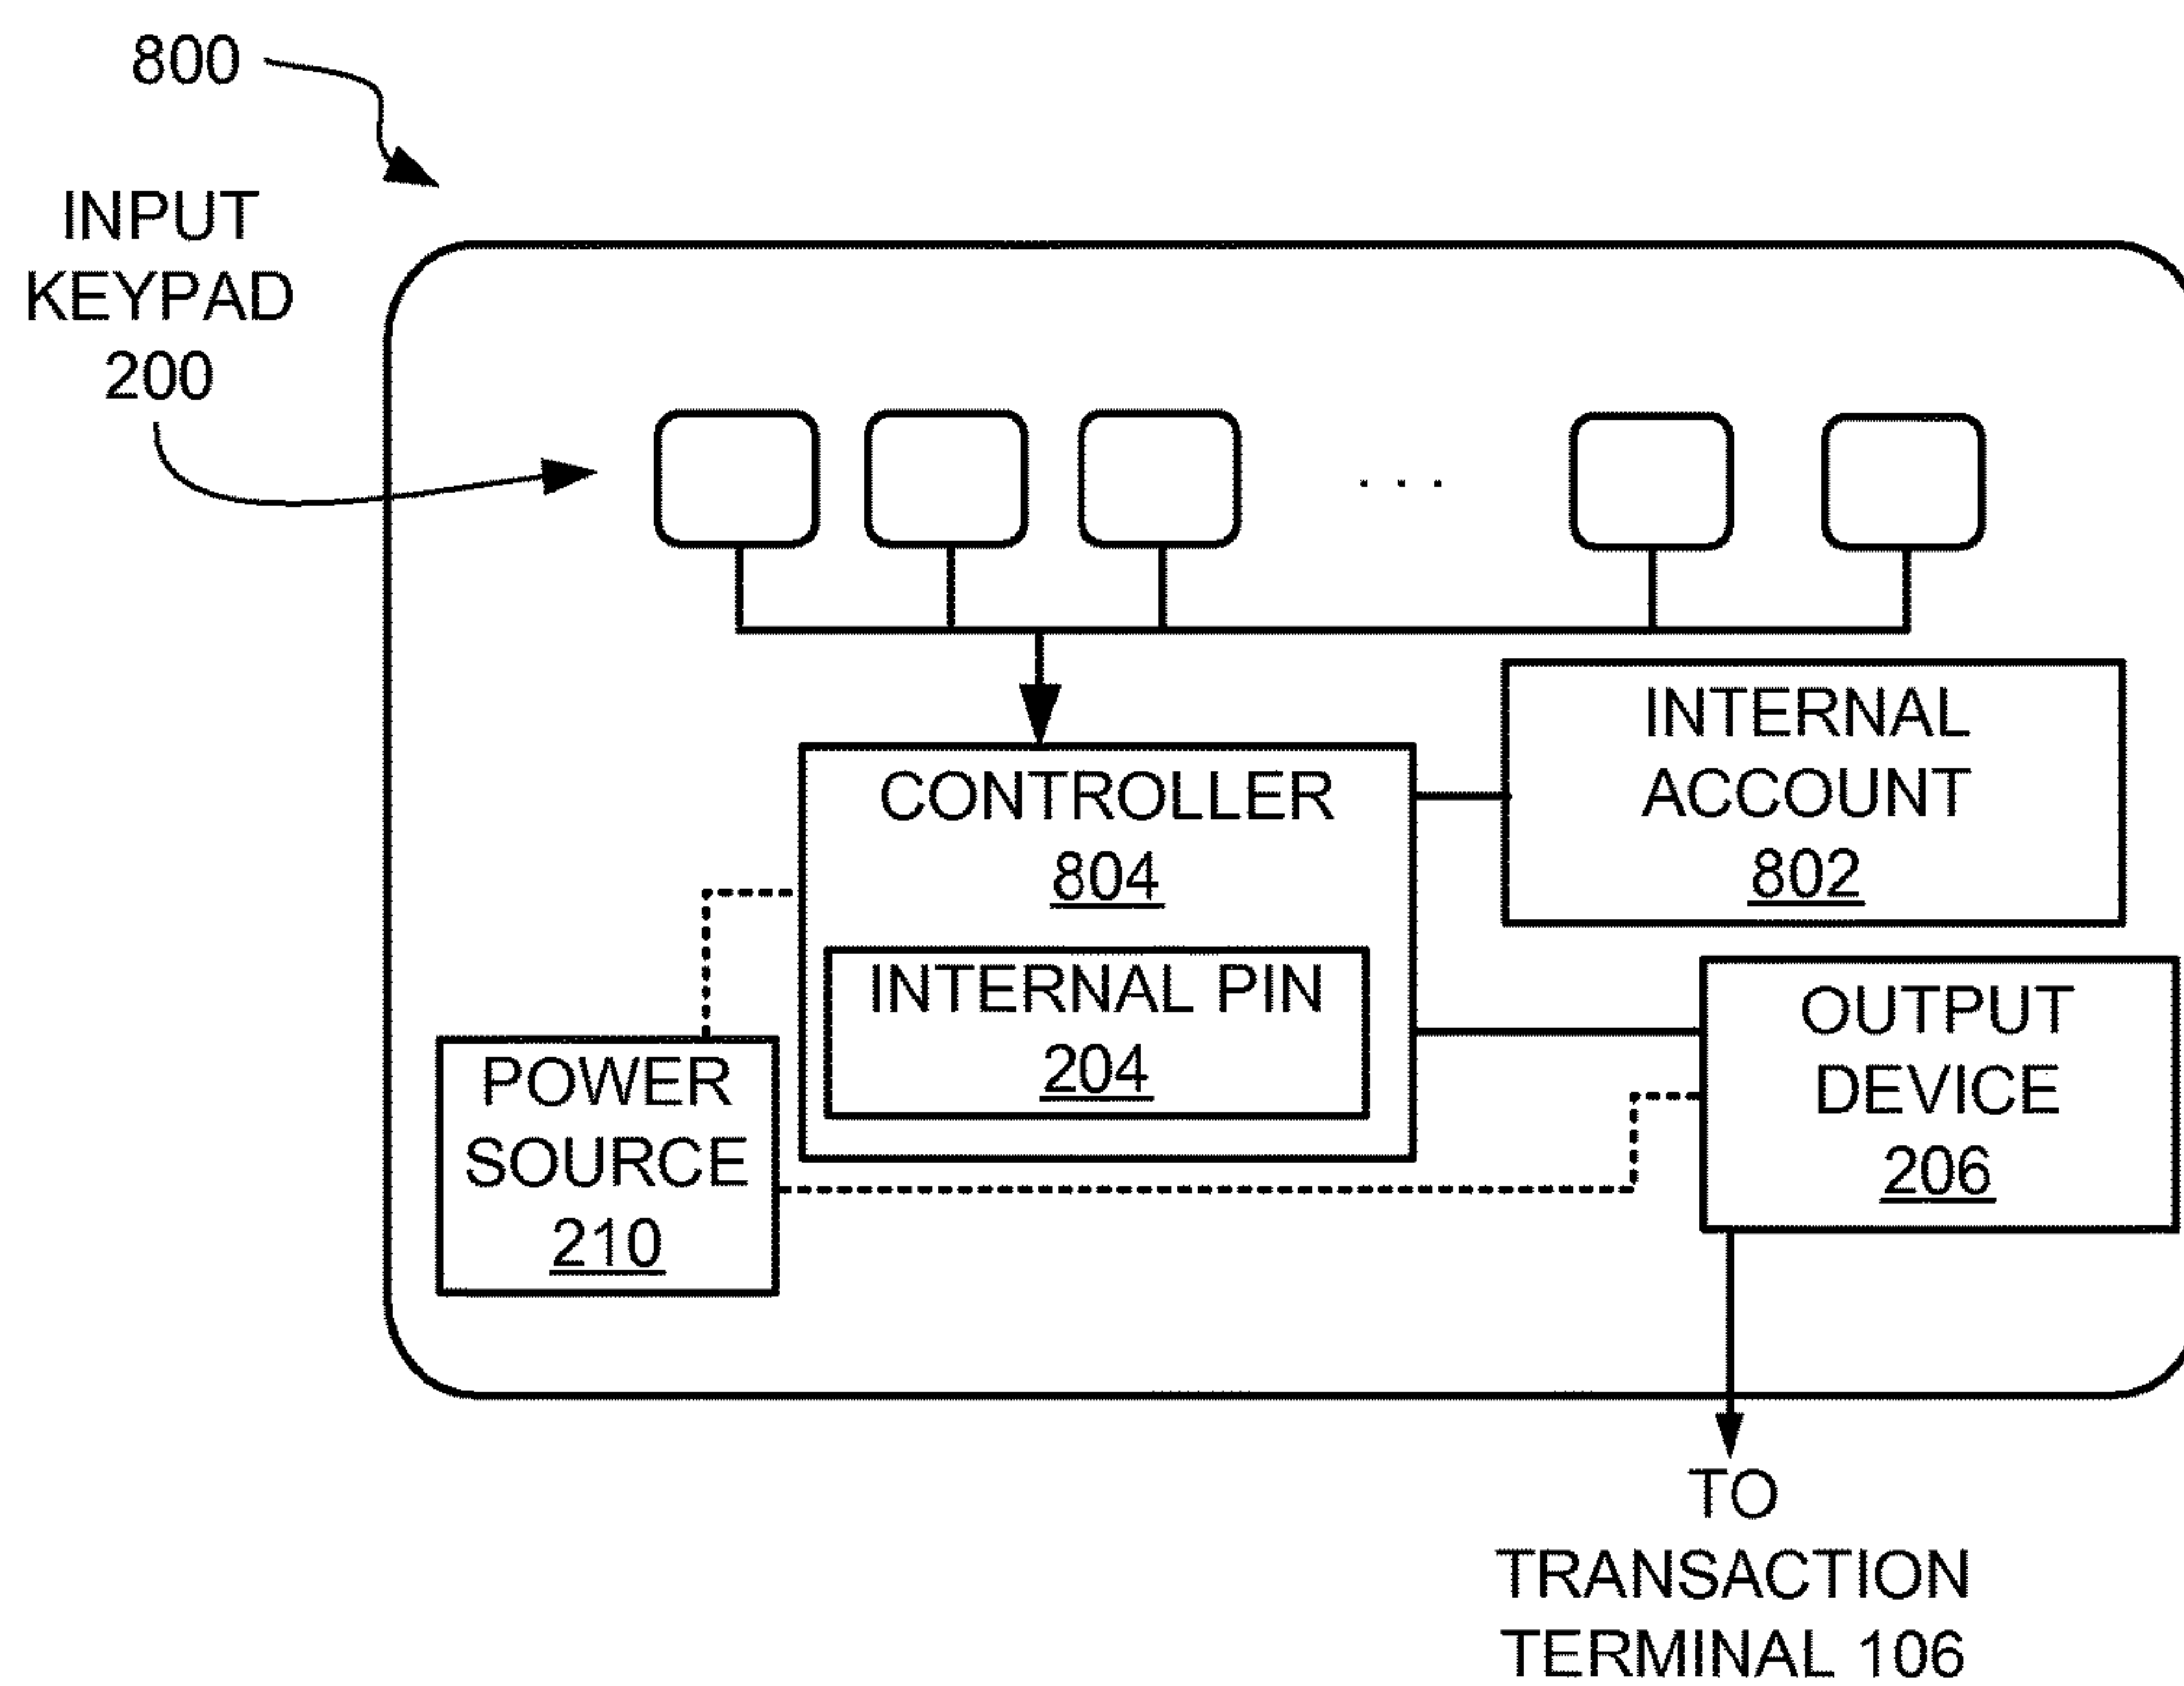 800
INPUT
KEYPAD
200
. . .
INTERNAL
ACCOUNT
802
CONTROLLER
804
INTERNAL PIN
204
POWER
SOURCE
210
OUTPUT
DEVICE
206
TO
TRANSACTION
TERMINAL 106